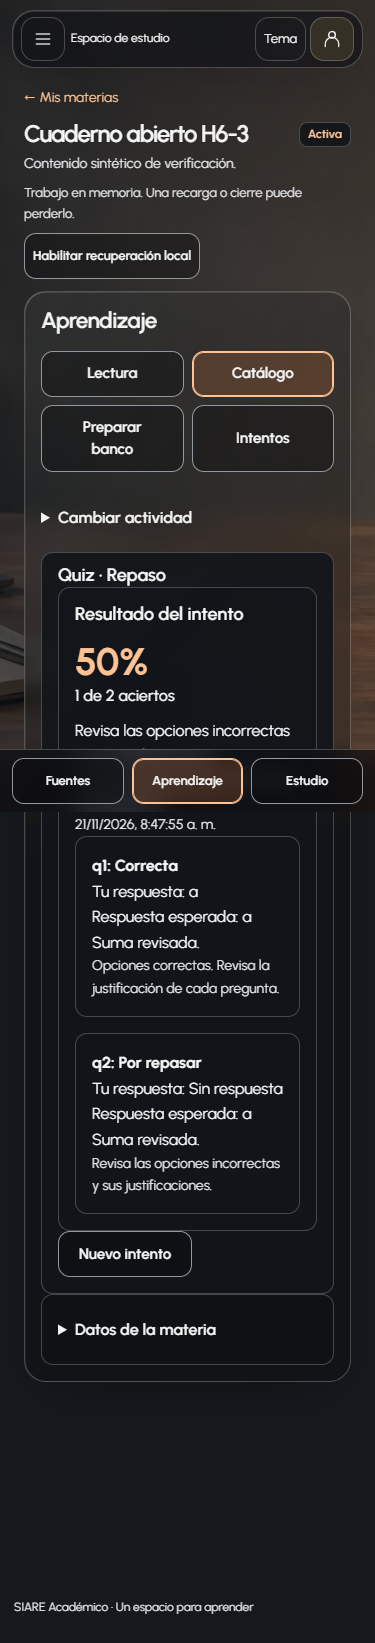 Espacio de estudio
Tema
← Mis materias
Cuaderno abierto H6-3
Activa
Contenido sintético de verificación.
Trabajo en memoria. Una recarga o cierre puede
perderlo.
Habilitar recuperación local
Aprendizaje
Lectura
Catálogo
Preparar
banco
Intentos
▶ Cambiar actividad
Quiz · Repaso
Resultado del intento
50%
1 de 2 aciertos
Revisa las opciones incorrectas
Fuentes
Aprendizaje
Estudio
21/11/2026, 8:47:55 a. m.
q1: Correcta
Tu respuesta: a
Respuesta esperada: a
Suma revisada.
Opciones correctas. Revisa la
justificación de cada pregunta.
q2: Por repasar
Tu respuesta: Sin respuesta
Respuesta esperada: a
Suma revisada.
Revisa las opciones incorrectas
y sus justificaciones.
Nuevo intento
▶ Datos de la materia
SIARE Académico · Un espacio para aprender